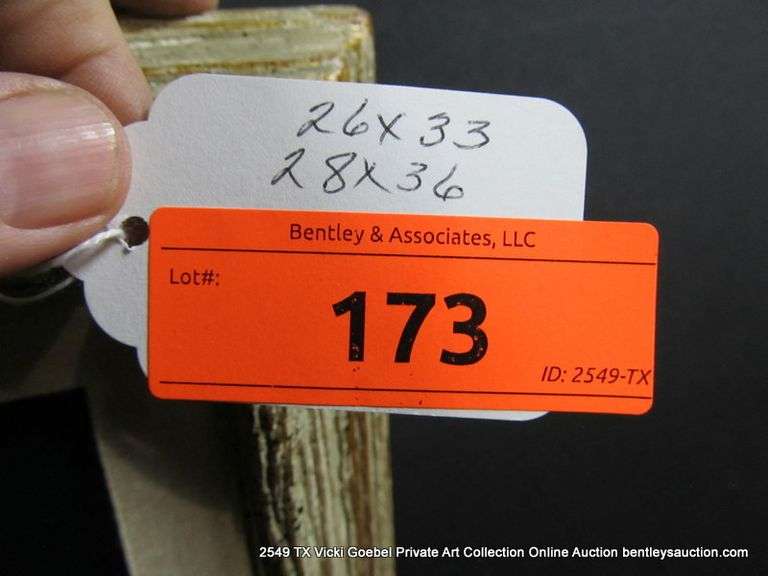 26x33
28x36
Bentley & Associates, LLC
Lot#:
173
ID: 2549-TX
2549 TX Vicki Goebel Private Art Collection Online Auction bentleysauction.com